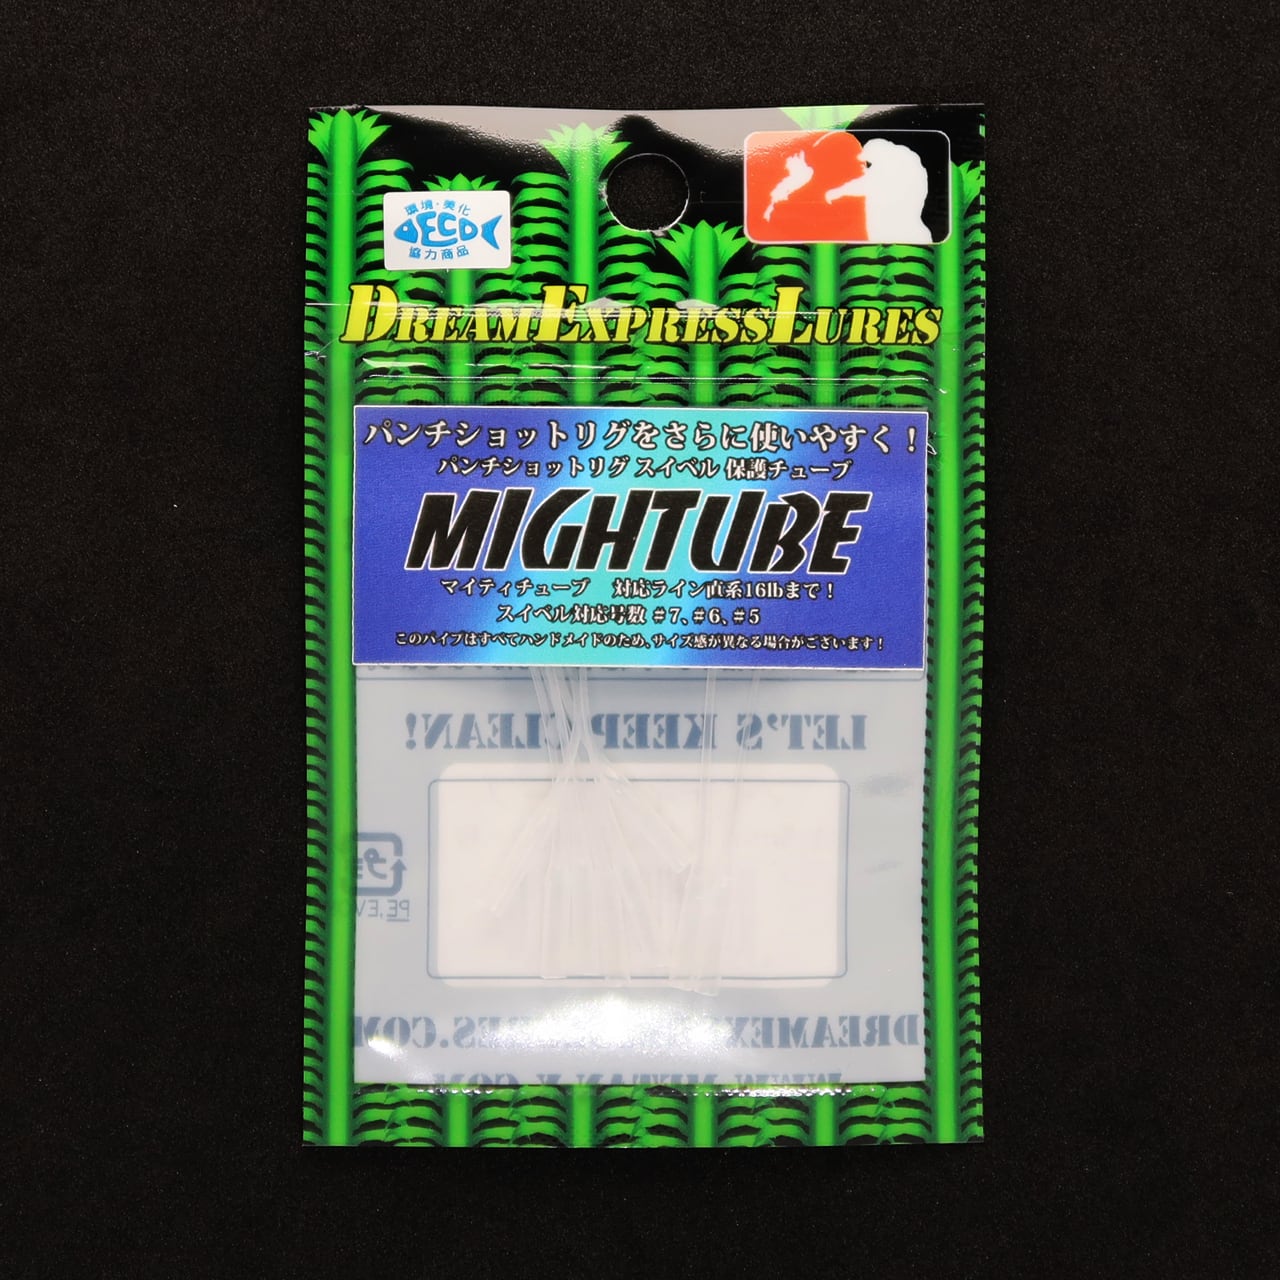 環境・美化
ECO
協力商品
DREAMEXPRESSLURES
パンチショットリグをさらに使いやすく！
パンチショットリグ スイベル 保護チューブ
MIGHTUBE
マイティチューブ 対応ライン直系16lbまで！
スイベル対応号数 #7、#6、#5
このパイプはすべてハンドメイドのため、サイズ感が異なる場合がございます！
LET'S KEEP CLEAN!
プ
PE,EV